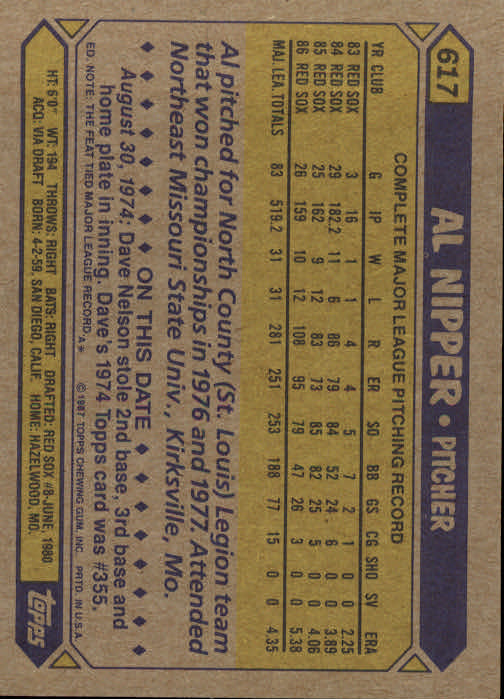 617
AL NIPPER • PITCHER
COMPLETE MAJOR LEAGUE PITCHING RECORD
YR CLUB G IP W L R ER SO BB GS CG SHO SV ERA
83 RED SOX 3 16 1 1 4 4 5 7 2 1 0 0 2.25
84 RED SOX 29 182.2 11 6 86 79 84 52 24 6 0 0 3.89
85 RED SOX 25 162 9 12 83 73 85 82 25 5 0 0 4.06
86 RED SOX 26 159 10 12 108 95 79 47 26 3 0 0 5.38
MAJ. LEA. TOTALS 83 519.2 31 31 281 251 253 188 77 15 0 0 4.35
Al pitched for North County (St. Louis) Legion team
that won championships in 1976 and 1977. Attended
Northeast Missouri State Univ., Kirksville, Mo.
◆ ◆ ◆ ◆ ◆ ◆ ON THIS DATE ◆ ◆ ◆ ◆ ◆ ◆
August 30, 1974: Dave Nelson stole 2nd base, 3rd base and
home plate in inning. Dave's 1974 Topps card was #355.
ED. NOTE: THE FEAT TIED MAJOR LEAGUE RECORD. A* © 1987 TOPPS CHEWING GUM, INC. PRTD. IN U.S.A.
HT: 6'0" WT: 194 THROWS: RIGHT BATS: RIGHT DRAFTED: RED SOX #8-JUNE, 1980
ACQ: VIA DRAFT BORN: 4-2-59, SAN DIEGO, CALIF. HOME: HAZELWOOD, MO.
topps